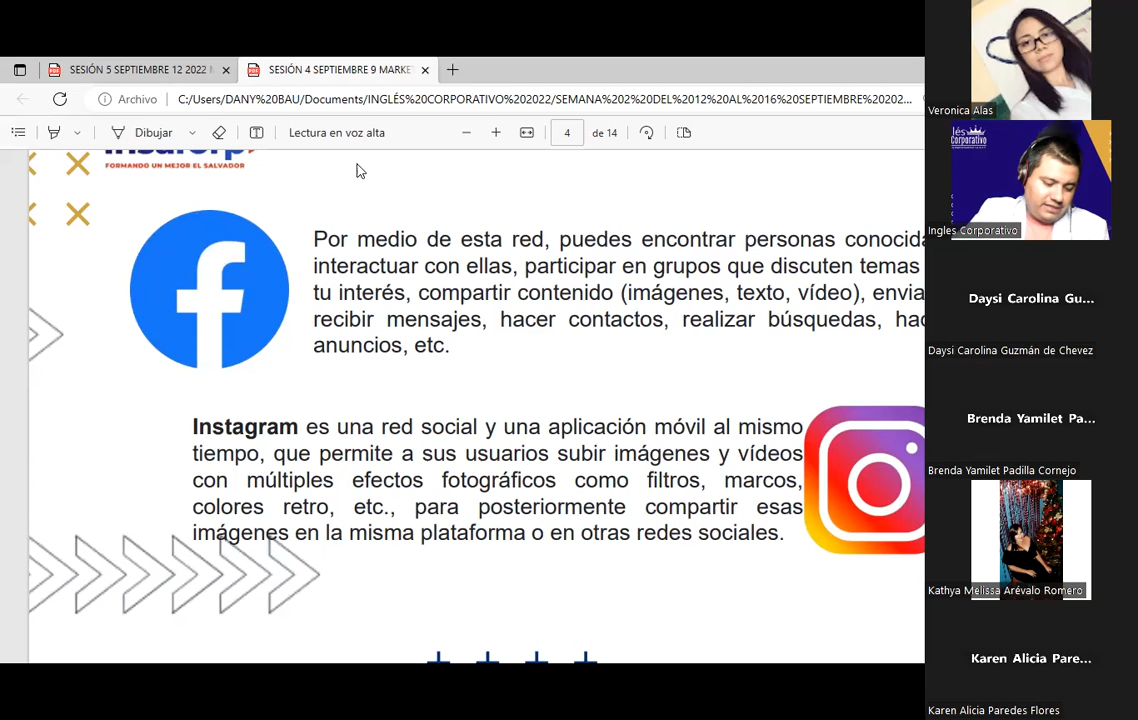 SESIÓN 5 SEPTIEMBRE 12 2022 M
SESIÓN 4 SEPTIEMBRE 9 MARKE
Archivo
C:/Users/DANY%20BAU/Documents/INGLÉS%20CORPORATIVO%202022/SEMANA%202%20DEL%2012%20AL%2016%20SEPTIEMBRE%20202...
Dibujar
Lectura en voz alta
4 de 14
FORMANDO UN MEJOR EL SALVADOR
Por medio de esta red, puedes encontrar personas conocida
interactuar con ellas, participar en grupos que discuten temas
tu interés, compartir contenido (imágenes, texto, vídeo), envia
recibir mensajes, hacer contactos, realizar búsquedas, hac
anuncios, etc.
Instagram es una red social y una aplicación móvil al mismo
tiempo, que permite a sus usuarios subir imágenes y vídeos
con múltiples efectos fotográficos como filtros, marcos,
colores retro, etc., para posteriormente compartir esas
imágenes en la misma plataforma o en otras redes sociales.
Veronica Alas
lés
Corporativo
Ingles Corporativo
Daysi Carolina Gu...
Daysi Carolina Guzmán de Chevez
Brenda Yamilet Pa...
Brenda Yamilet Padilla Cornejo
Kathya Melissa Arévalo Romero
Karen Alicia Pare...
Karen Alicia Paredes Flores